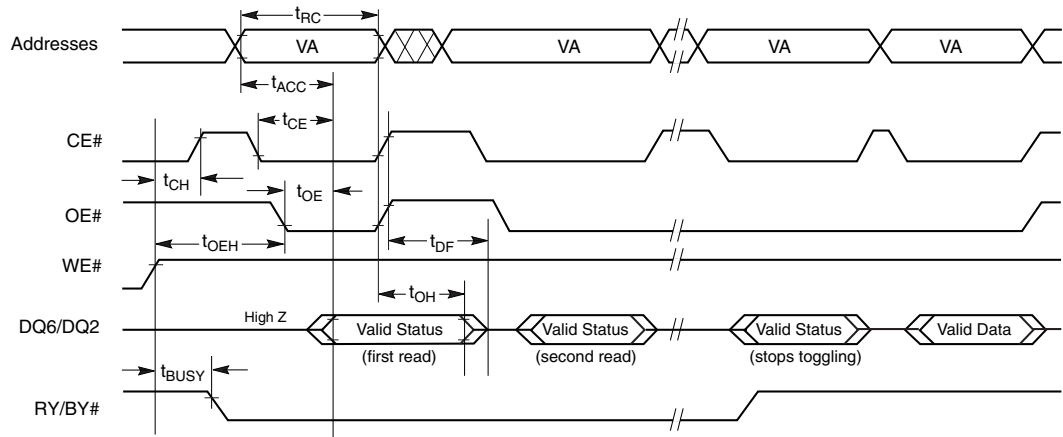 tRC
Addresses VA VA VA VA
tACC
tCE
CE#
tCH tOE
OE#
tOEH tDF
WE#
tOH
DQ6/DQ2 High Z Valid Status Valid Status Valid Status Valid Data
(first read) (second read) (stops toggling)
tBUSY
RY/BY#